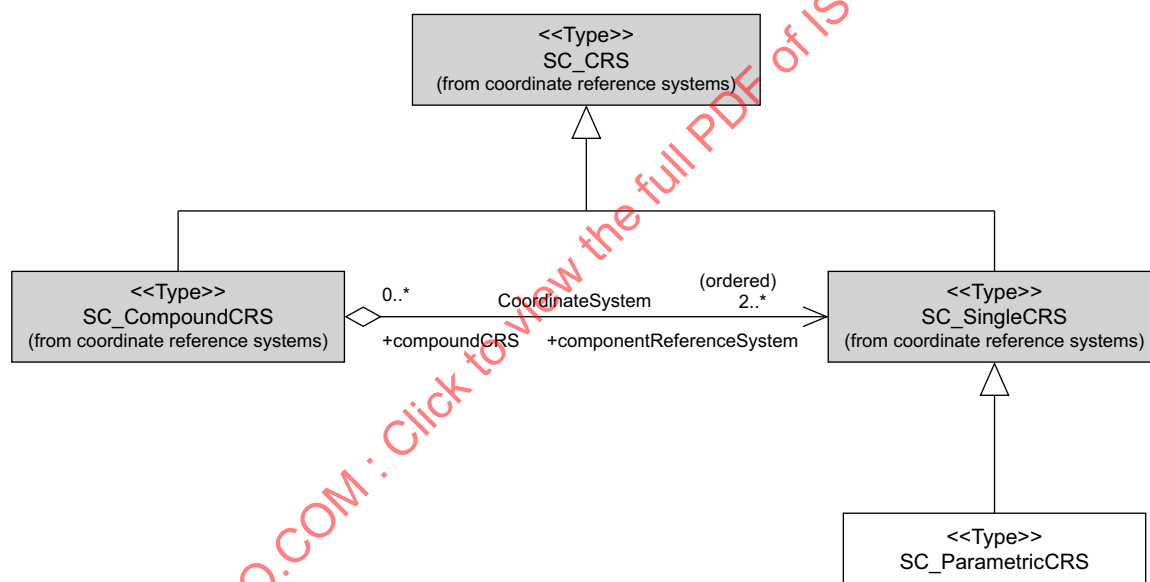 <<Type>>
SC_CRS
(from coordinate reference systems)
<<Type>>
SC_CompoundCRS
(from coordinate reference systems)
0..*
+compoundCRS
CoordinateSystem
(ordered)
2..*
+componentReferenceSystem
<<Type>>
SC_SingleCRS
(from coordinate reference systems)
<<Type>>
SC_ParametricCRS
O.COM : Click to view the full PDF of IS